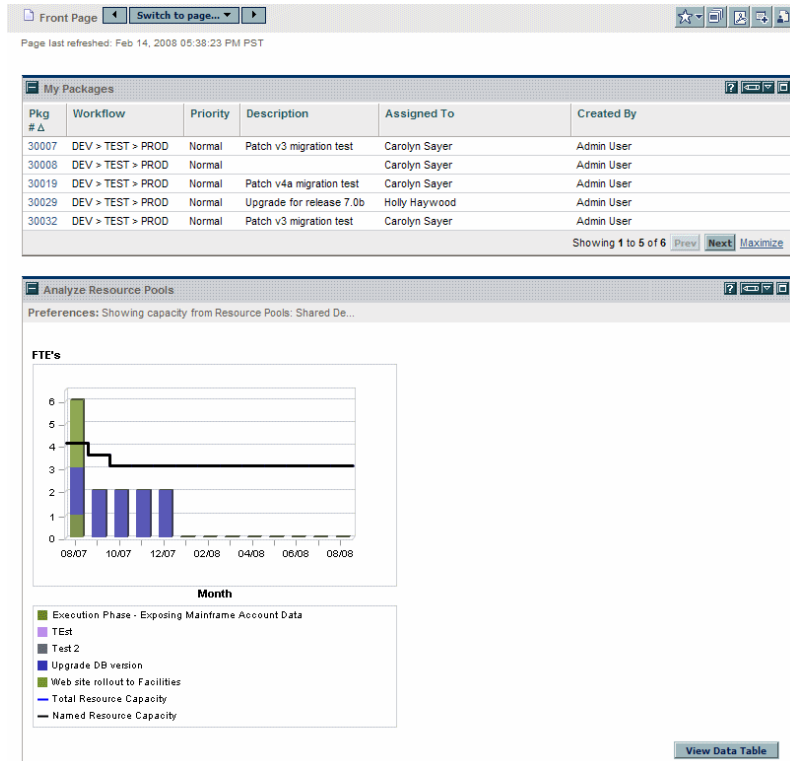 Front Page Switch to page...
Page last refreshed: Feb 14, 2008 05:38:23 PM PST
My Packages ?
Pkg # Workflow Priority Description Assigned To Created By
30007 DEV > TEST > PROD Normal Patch v3 migration test Carolyn Sayer Admin User
30008 DEV > TEST > PROD Normal Carolyn Sayer Admin User
30019 DEV > TEST > PROD Normal Patch v4a migration test Carolyn Sayer Admin User
30029 DEV > TEST > PROD Normal Upgrade for release 7.0b Holly Haywood Admin User
30032 DEV > TEST > PROD Normal Patch v3 migration test Carolyn Sayer Admin User
Showing 1 to 5 of 6 Prev Next Maximize
Analyze Resource Pools ?
Preferences: Showing capacity from Resource Pools: Shared De...
FTE's
6
5
4
3
2
1
0
08/07 10/07 12/07 02/08 04/08 06/08 08/08
Month
Execution Phase - Exposing Mainframe Account Data
TEst
Test 2
Upgrade DB version
Web site rollout to Facilities
Total Resource Capacity
Named Resource Capacity
View Data Table